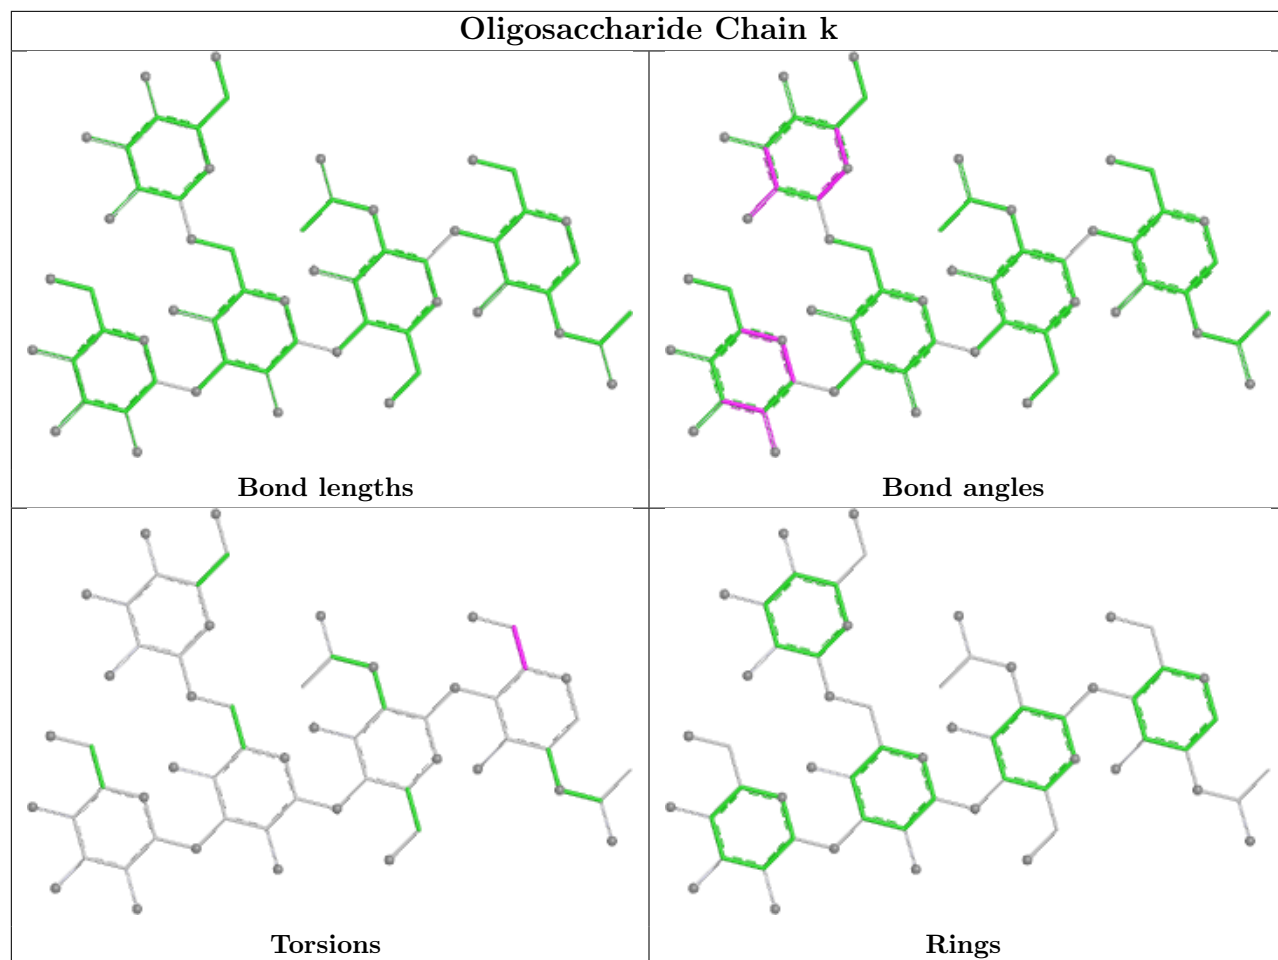 Oligosaccharide Chain k
Bond lengths
Bond angles
Torsions
Rings